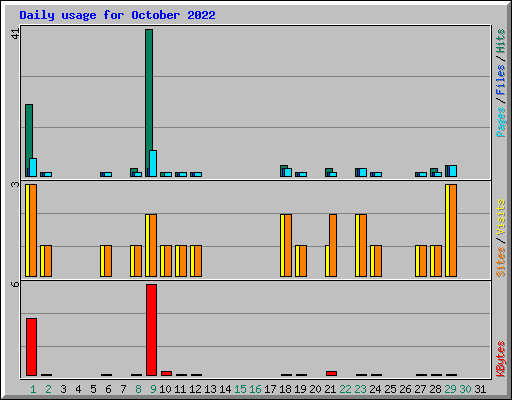 Daily usage for October 2022
41
3
6
Pages / Files / Hits
Sites / Visits
KBytes
1 2 3 4 5 6 7 8 9 10 11 12 13 14 15 16 17 18 19 20 21 22 23 24 25 26 27 28 29 30 31